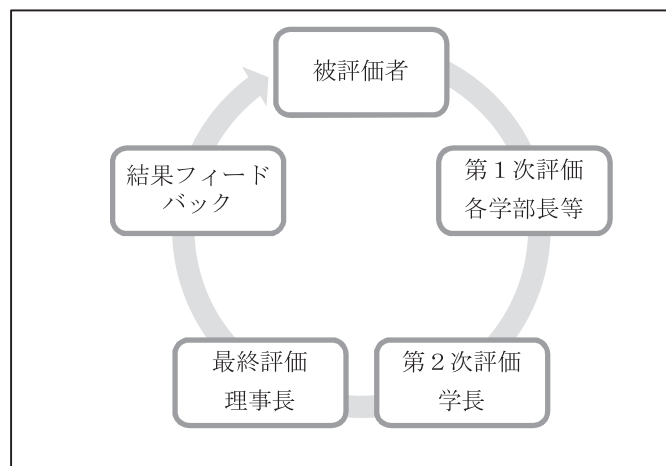 被評価者
第１次評価
各学部長等
第２次評価
学長
最終評価
理事長
結果フィード
バック